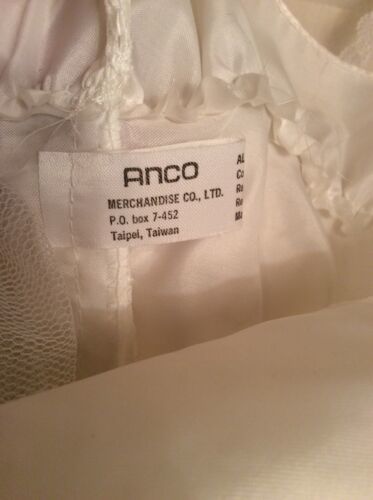 ANCO
MERCHANDISE CO., LTD.
P.O. box 7-452
Taipei, Taiwan